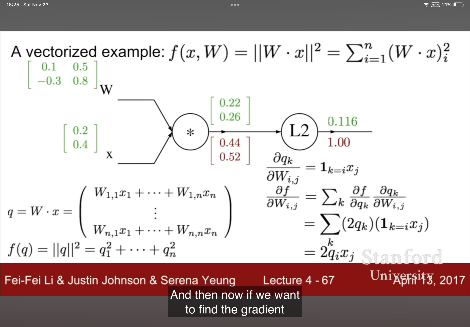 A vectorized example: f(x, W) = ||W · x||² = ∑ⁿᵢ₌₁ (W · x)ᵢ²
[ 0.1 0.5
-0.3 0.8 ] W
[ 0.2
0.4 ] x
*
[ 0.22
0.26 ]
[ 0.44
0.52 ]
L2
0.116
1.00
∂qₖ/∂Wᵢ,ⱼ = 1ₖ₌ᵢxⱼ
∂f/∂Wᵢ,ⱼ = ∑ₖ ∂f/∂qₖ ∂qₖ/∂Wᵢ,ⱼ
= ∑ₖ (2qₖ)(1ₖ₌ᵢxⱼ)
= 2qᵢxⱼ
q = W · x = ( W₁,₁x₁ + ··· + W₁,ₙxₙ
⋮
Wₙ,₁x₁ + ··· + Wₙ,ₙxₙ )
f(q) = ||q||² = q₁² + ··· + qₙ²
Stanford
University
Fei-Fei Li & Justin Johnson & Serena Yeung Lecture 4 - 67 April 13, 2017
And then now if we want
to find the gradient